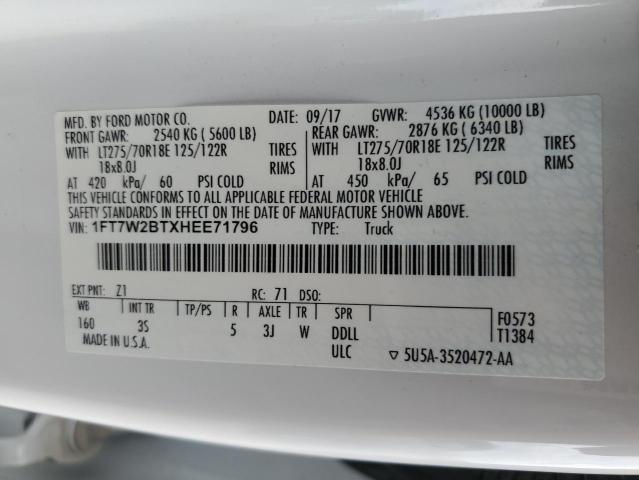 MFD. BY FORD MOTOR CO. DATE: 09/17 GVWR: 4536 KG (10000 LB)
FRONT GAWR: 2540 KG ( 5600 LB) REAR GAWR: 2876 KG ( 6340 LB)
WITH LT275/70R18E 125/122R TIRES WITH LT275/70R18E 125/122R TIRES
18x8.0J RIMS 18x8.0J RIMS
AT 420 kPa/ 60 PSI COLD AT 450 kPa/ 65 PSI COLD
THIS VEHICLE CONFORMS TO ALL APPLICABLE FEDERAL MOTOR VEHICLE
SAFETY STANDARDS IN EFFECT ON THE DATE OF MANUFACTURE SHOWN ABOVE.
VIN: 1FT7W2BTXHEE71796 TYPE: Truck
EXT PNT: Z1 RC: 71 DSO:
WB INT TR TP/PS R AXLE TR SPR F0573
160 3S 5 3J W DDLL T1384
MADE IN U.S.A. ULC ▽ 5U5A-3520472-AA